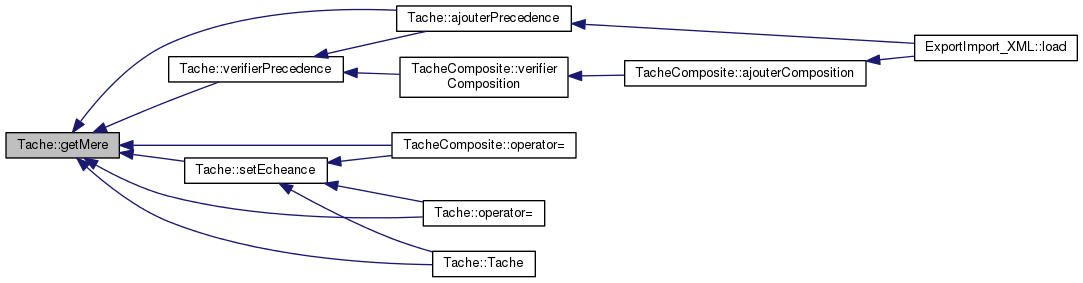 Tache::ajouterPrecedence
ExportImport_XML::load
Tache::verifierPrecedence
TacheComposite::verifier
Composition
TacheComposite::ajouterComposition
Tache::getMere
TacheComposite::operator=
Tache::setEcheance
Tache::operator=
Tache::Tache